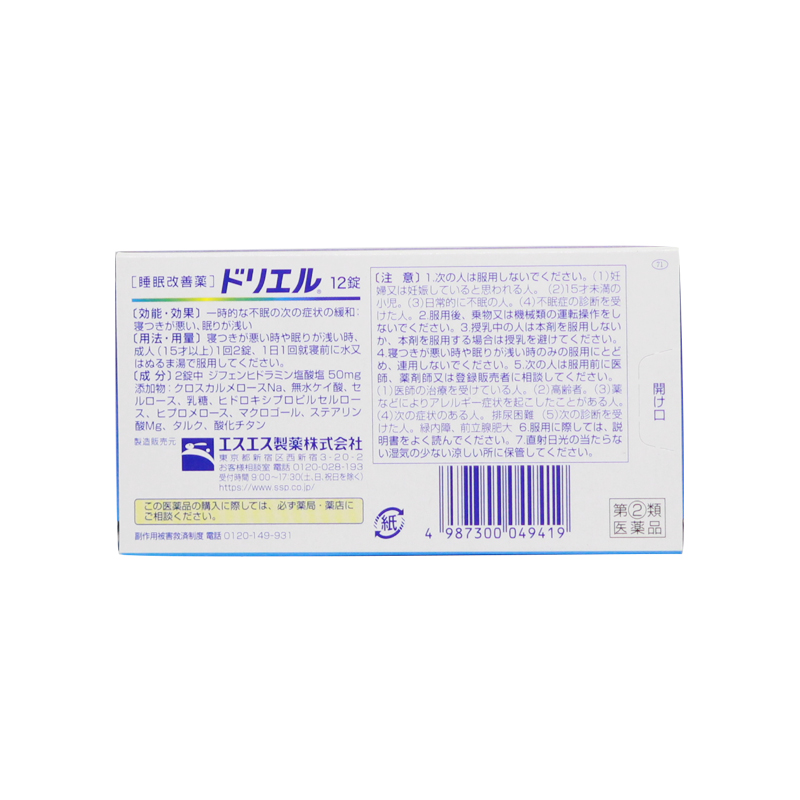 [睡眠改善薬] ドリエル® 12錠
[効能・効果] 一時的な不眠の次の症状の緩和:
寝つきが悪い、眠りが浅い
[用法・用量] 寝つきが悪い時や眠りが浅い時、
成人(15才以上)1回2錠、1日1回就寝前に水又
はぬるま湯で服用してください。
[成 分] 2錠中 ジフェンヒドラミン塩酸塩 50mg
添加物:クロスカルメロースNa、無水ケイ酸、セ
ルロース、乳糖、ヒドロキシプロピルセルロー
ス、ヒプロメロース、マクロゴール、ステアリン
酸Mg、タルク、酸化チタン
製造販売元 エスエス製薬株式会社
東京都新宿区西新宿3-20-2
お客様相談室 電話 0120-028-193
受付時間 9:00〜17:30(土、日、祝日を除く)
https://www.ssp.co.jp/
この医薬品の購入に際しては、必ず薬局・薬店に
ご相談ください。
副作用被害救済制度 電話 0120-149-931
[注 意] 1.次の人は服用しないでください。(1)妊
婦又は妊娠していると思われる人。(2)15才未満の
小児。(3)日常的に不眠の人。(4)不眠症の診断を受
けた人。2.服用後、乗物又は機械類の運転操作をし
ないでください。3.授乳中の人は本剤を服用しない
か、本剤を服用する場合は授乳を避けてください。
4.寝つきが悪い時や眠りが浅い時のみの服用にとど
め、連用しないでください。5.次の人は服用前に医
師、薬剤師又は登録販売者に相談してください。
(1)医師の治療を受けている人。(2)高齢者。(3)薬
などによりアレルギー症状を起こしたことがある人。
(4)次の症状のある人。排尿困難 (5)次の診断を受
けた人。緑内障、前立腺肥大 6.服用に際しては、説
明書をよく読んでください。7.直射日光の当たらな
い湿気の少ない涼しい所に保管してください。
紙
4 987300 049419
開け口
指②類
医薬品